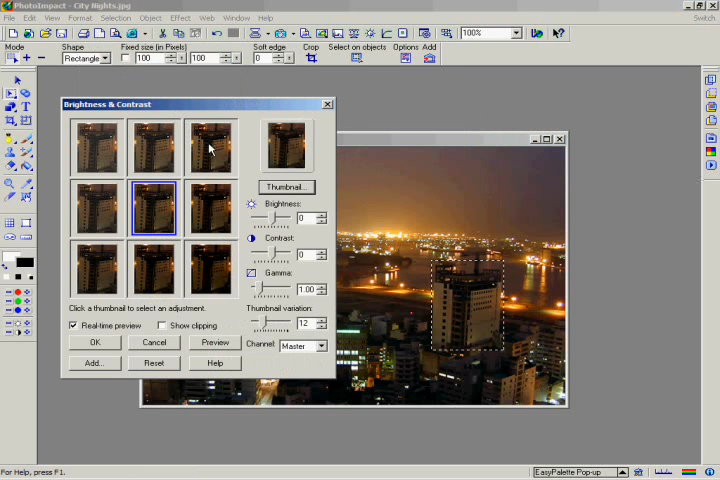 PhotoImpact - City Nights.jpg
File Edit View Format Selection Object Effect Web Window Help Switch
100%
Mode Shape Fixed size (in Pixels) Soft edge Crop Select on objects Options Add
Rectangle 100 100 0
Brightness & Contrast
Thumbnail...
Brightness:
0
Contrast:
0
Gamma:
1.00
Click a thumbnail to select an adjustment.
Thumbnail variation:
12
Real-time preview Show clipping
OK Cancel Preview
Channel: Master
Add... Reset Help
For Help, press F1.
EasyPalette Pop-up